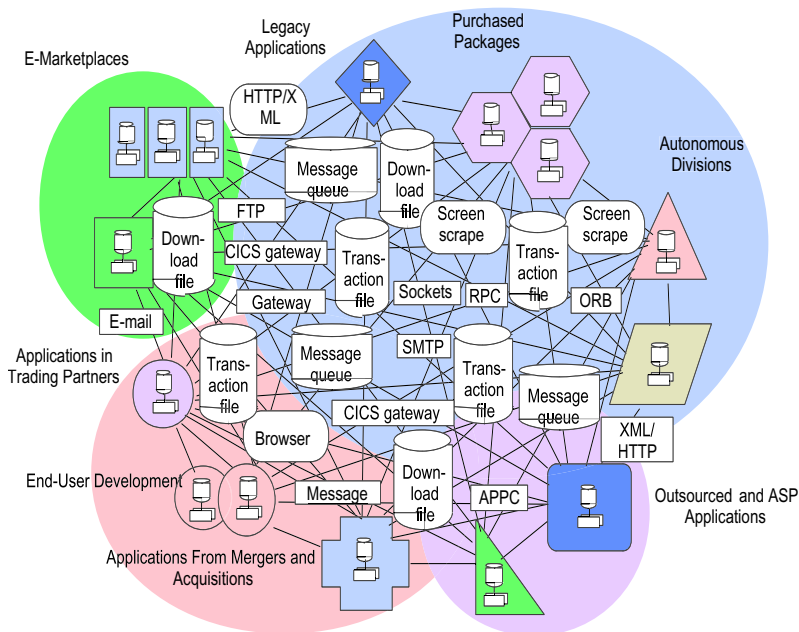 Legacy
Applications
Purchased
Packages
E-Marketplaces
HTTP/X
ML
Autonomous
Divisions
Message
queue
Down-
load
file
FTP
Screen
scrape
Screen
scrape
Down-
load
file
CICS gateway
Trans-
action
file
Trans-
action
file
Gateway
Sockets
RPC
ORB
E-mail
Applications in
Trading Partners
Trans-
action
file
Message
queue
SMTP
Trans-
action
file
Message
queue
CICS gateway
XML/
HTTP
Browser
Down-
load
file
End-User Development
Message
APPC
Outsourced and ASP
Applications
Applications From Mergers and
Acquisitions